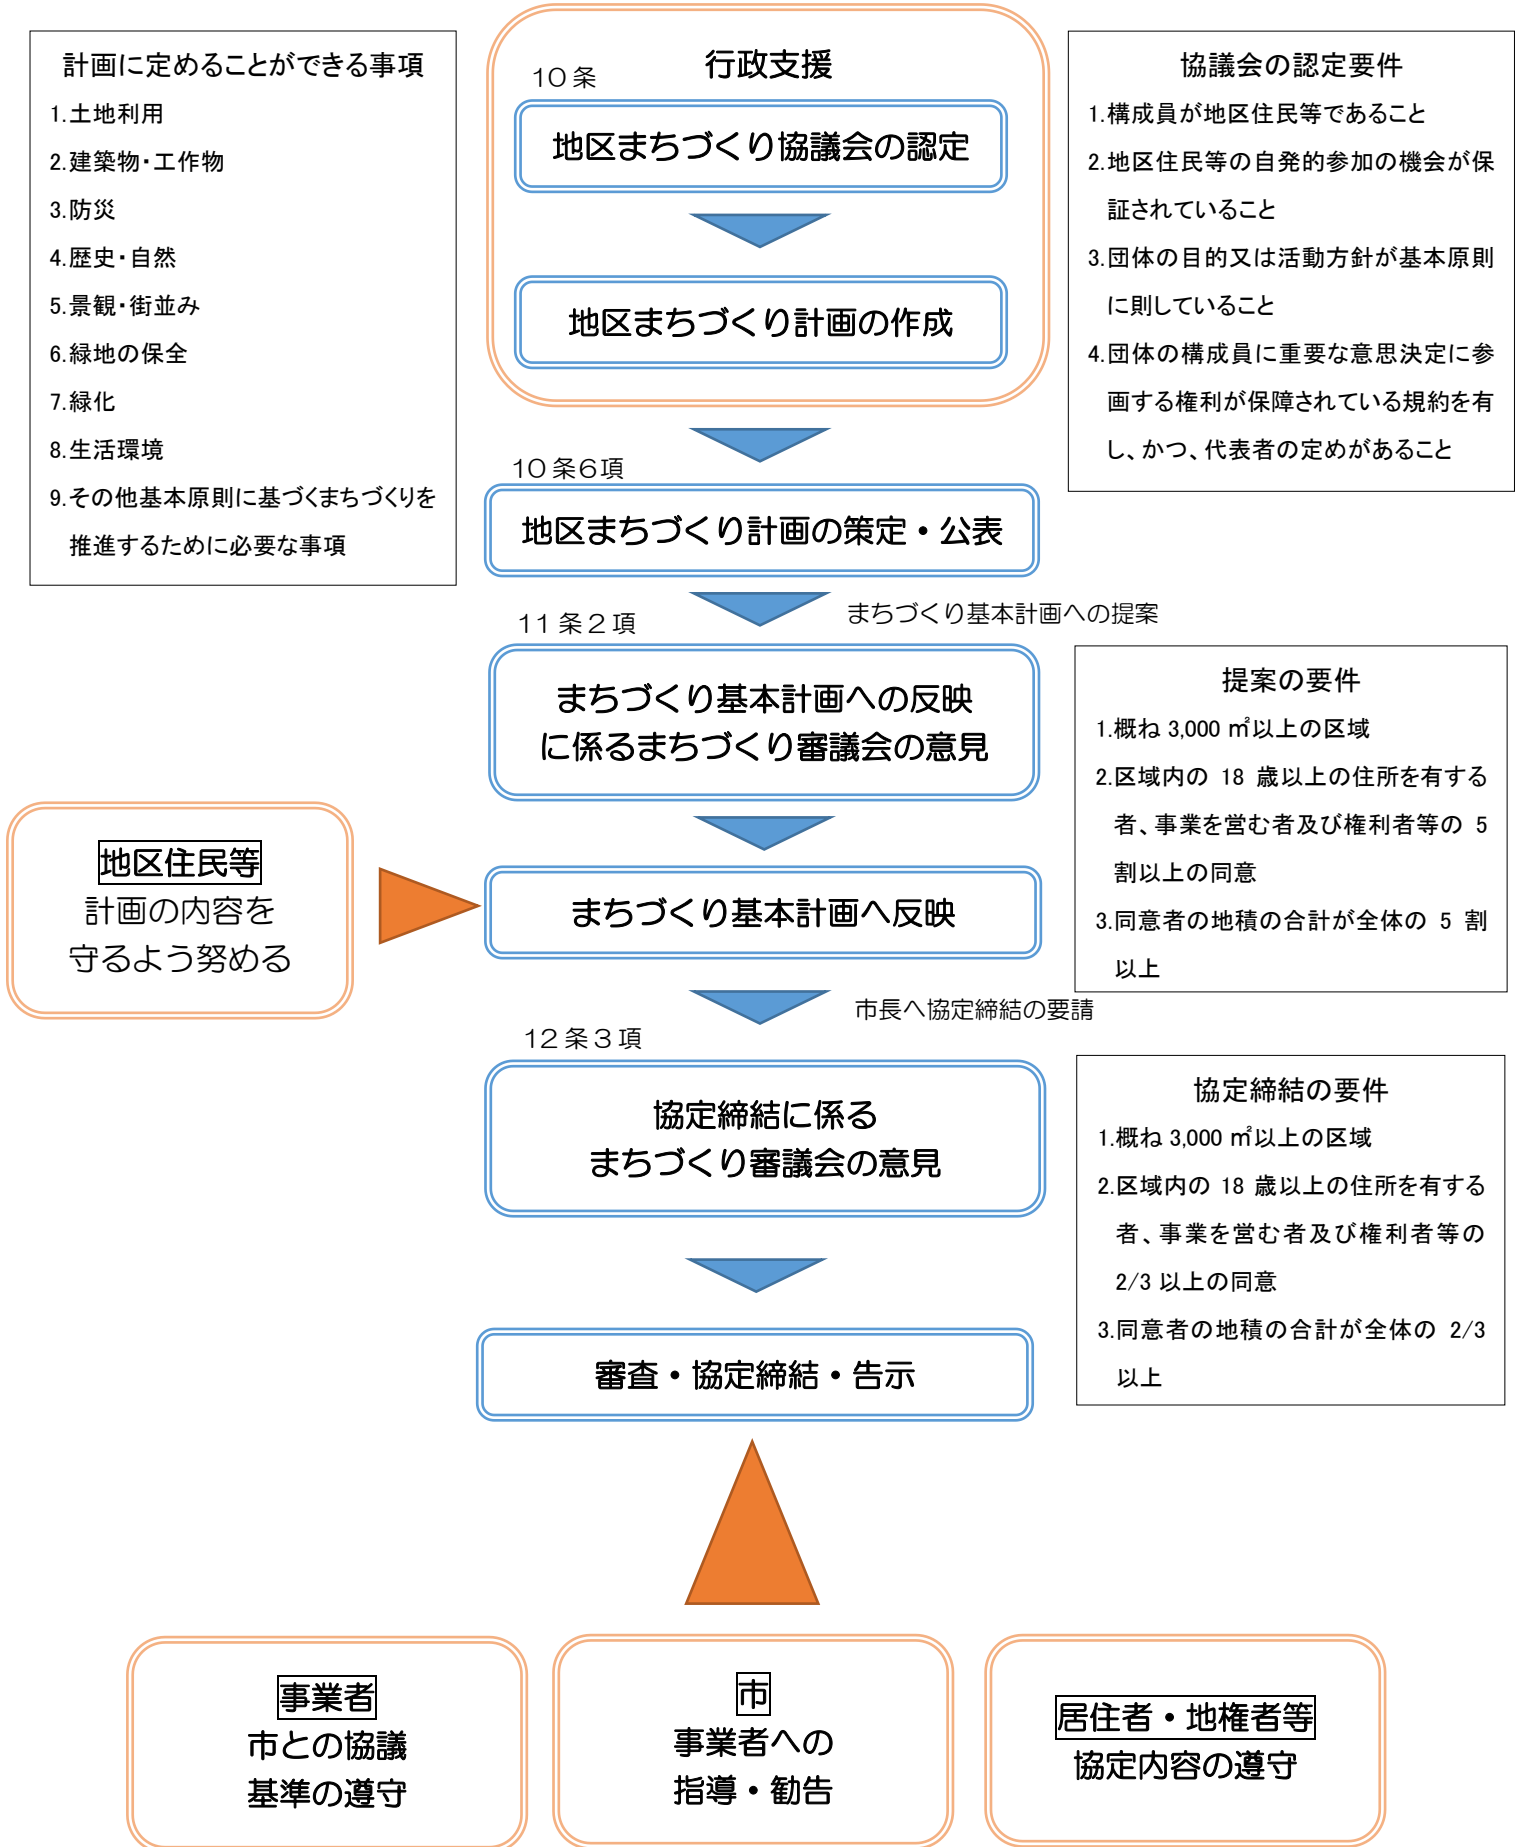 計画に定めることができる事項
1.土地利用
2.建築物・工作物
3.防災
4.歴史・自然
5.景観・街並み
6.緑地の保全
7.緑化
8.生活環境
9.その他基本原則に基づくまちづくりを
推進するために必要な事項
行政支援
10条
地区まちづくり協議会の認定
地区まちづくり計画の作成
協議会の認定要件
1.構成員が地区住民等であること
2.地区住民等の自発的参加の機会が保
証されていること
3.団体の目的又は活動方針が基本原則
に則していること
4.団体の構成員に重要な意思決定に参
画する権利が保障されている規約を有
し、かつ、代表者の定めがあること
10条6項
地区まちづくり計画の策定・公表
まちづくり基本計画への提案
11条2項
まちづくり基本計画への反映
に係るまちづくり審議会の意見
提案の要件
1.概ね 3,000 ㎡以上の区域
2.区域内の 18 歳以上の住所を有する
者、事業を営む者及び権利者等の 5
割以上の同意
3.同意者の地積の合計が全体の 5 割
以上
地区住民等
計画の内容を
守るよう努める
まちづくり基本計画へ反映
市長へ協定締結の要請
12条3項
協定締結に係る
まちづくり審議会の意見
協定締結の要件
1.概ね 3,000 ㎡以上の区域
2.区域内の 18 歳以上の住所を有する
者、事業を営む者及び権利者等の
2/3 以上の同意
3.同意者の地積の合計が全体の 2/3
以上
審査・協定締結・告示
事業者
市との協議
基準の遵守
市
事業者への
指導・勧告
居住者・地権者等
協定内容の遵守